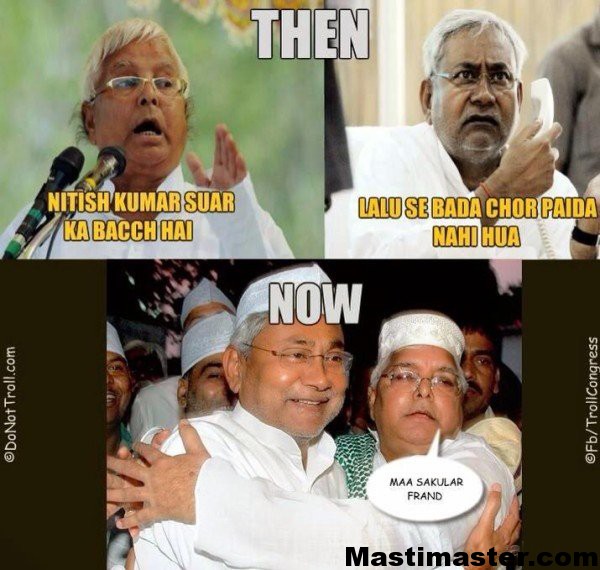 THEN
NITISH KUMAR SUAR
KA BACCH HAI
LALU SE BADA CHOR PAIDA
NAHI HUA
NOW
MAA SAKULAR
FRAND
©DoNotTroll.com
©Fb/TrollCongress
Mastimaster.com